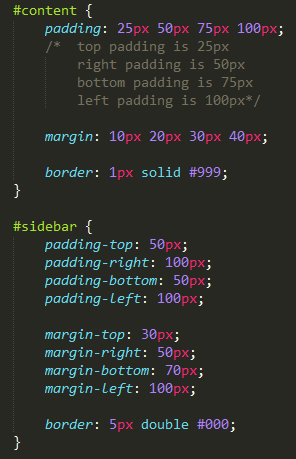 #content {
    padding: 25px 50px 75px 100px;
    /*  top padding is 25px
        right padding is 50px
        bottom padding is 75px
        left padding is 100px*/

    margin: 10px 20px 30px 40px;

    border: 1px solid #999;
}

#sidebar {
    padding-top: 50px;
    padding-right: 100px;
    padding-bottom: 50px;
    padding-left: 100px;

    margin-top: 30px;
    margin-right: 50px;
    margin-bottom: 70px;
    margin-left: 100px;

    border: 5px double #000;
}